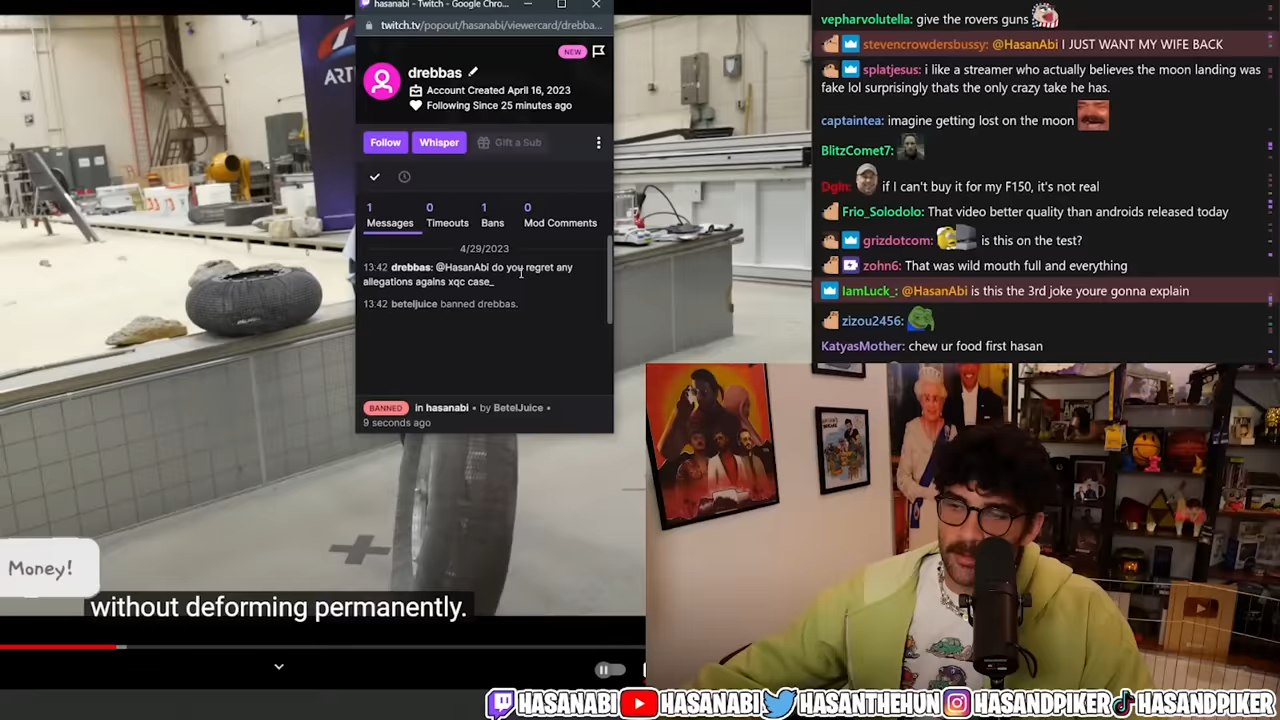 hasanabi - Twitch - Google Chro...
twitch.tv/popout/hasanabi/viewercard/drebba...
NEW
drebbas
Account Created April 16, 2023
Following Since 25 minutes ago
Follow
Whisper
Gift a Sub
1
0
1
0
Messages
Timeouts
Bans
Mod Comments
4/29/2023
13:42 drebbas: @HasanAbi do you regret any
allegations agains xqc case_
13:42 beteljuice banned drebbas.
BANNED in hasanabi • by BetelJuice •
9 seconds ago
ART
Money!
without deforming permanently.
vepharvolutella: give the rovers guns
stevencrowdersbussy: @HasanAbi I JUST WANT MY WIFE BACK
splatjesus: i like a streamer who actually believes the moon landing was
fake lol surprisingly thats the only crazy take he has.
captaintea: imagine getting lost on the moon
BlitzComet7:
Dgin: if I can't buy it for my F150, it's not real
Frio_Solodolo: That video better quality than androids released today
grizdotcom: is this on the test?
zohn6: That was wild mouth full and everything
IamLuck_: @HasanAbi is this the 3rd joke youre gonna explain
zizou2456:
KatyasMother: chew ur food first hasan
HASANABI HASANABI HASANTHEHUN HASANDPIKER HASANDPIKER